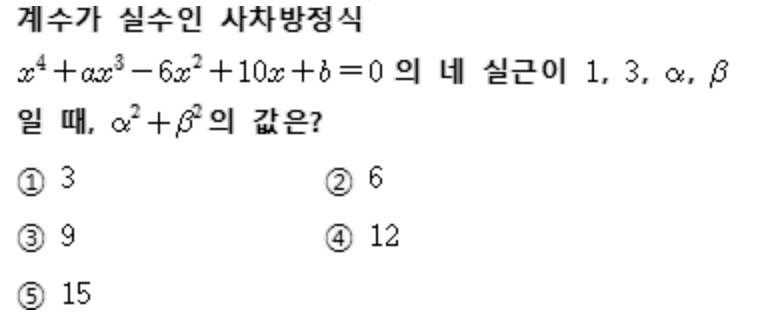 계수가 실수인 사차방정식
x⁴+ax³−6x²+10x+b=0 의 네 실근이 1, 3, α, β
일 때, α²+β²의 값은?
① 3 ② 6
③ 9 ④ 12
⑤ 15